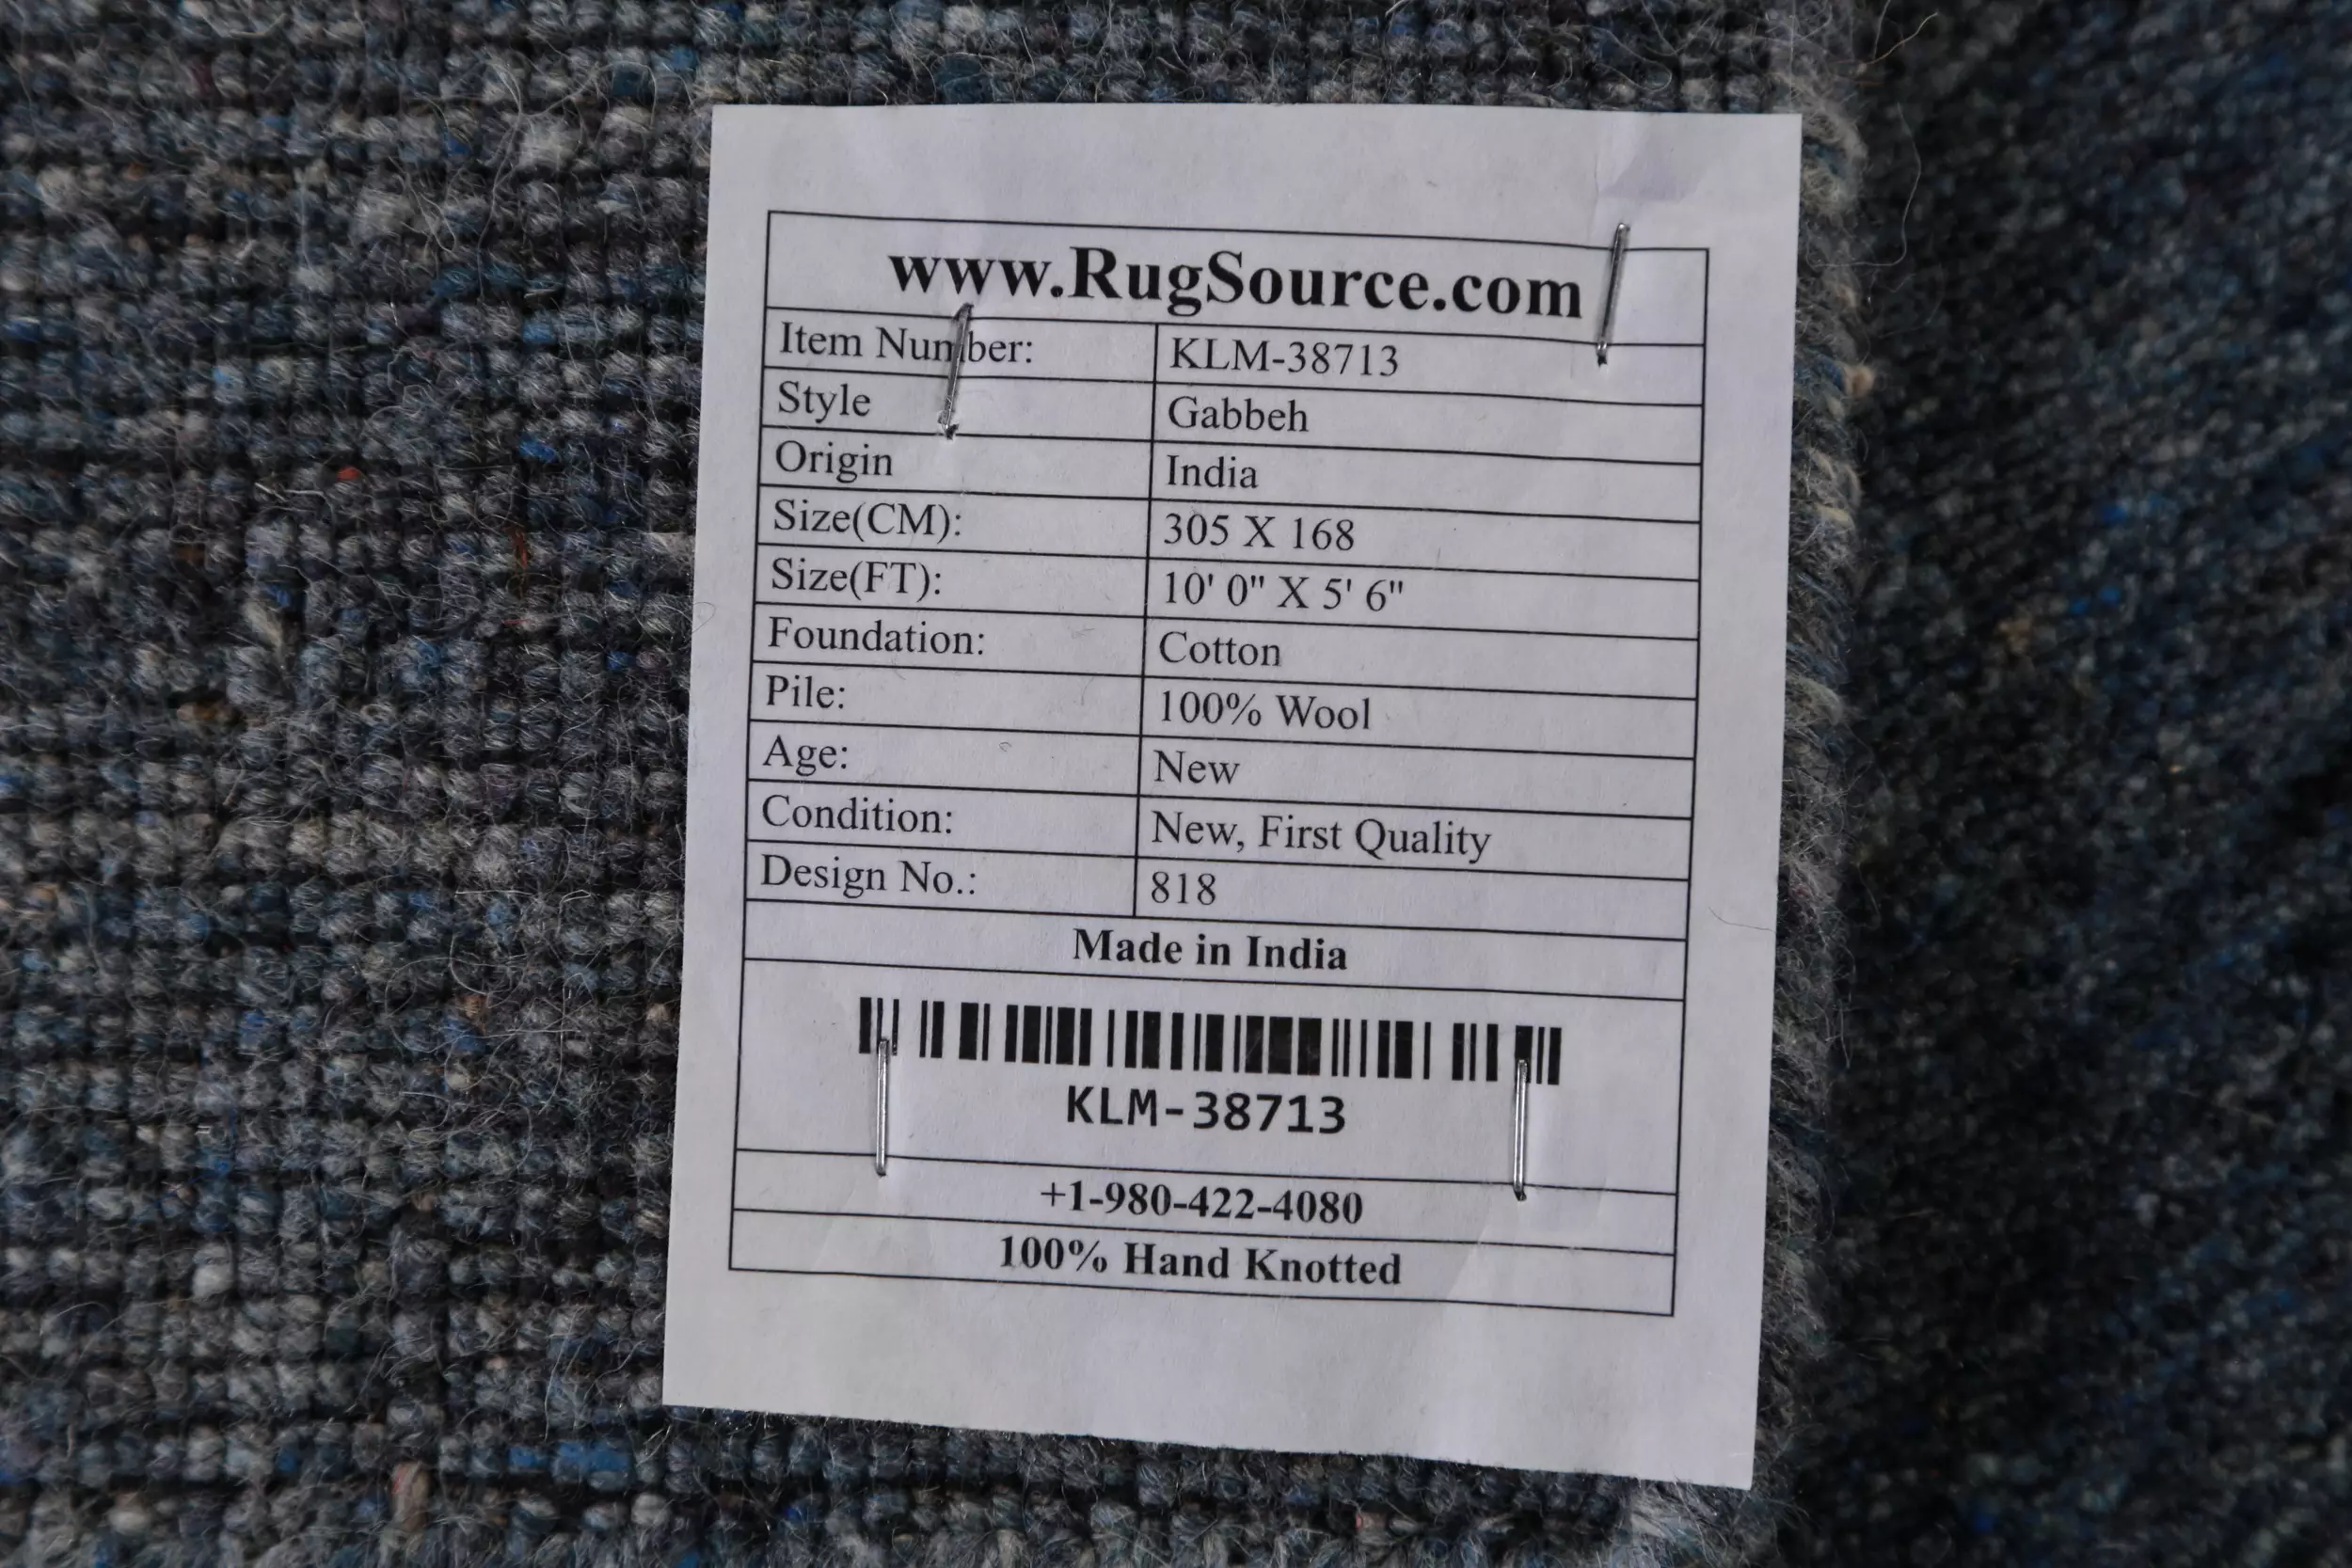 www.RugSource.com
Item Number: KLM-38713
Style Gabbeh
Origin India
Size(CM): 305 X 168
Size(FT): 10' 0" X 5' 6"
Foundation: Cotton
Pile: 100% Wool
Age: New
Condition: New, First Quality
Design No.: 818
Made in India
KLM-38713
+1-980-422-4080
100% Hand Knotted